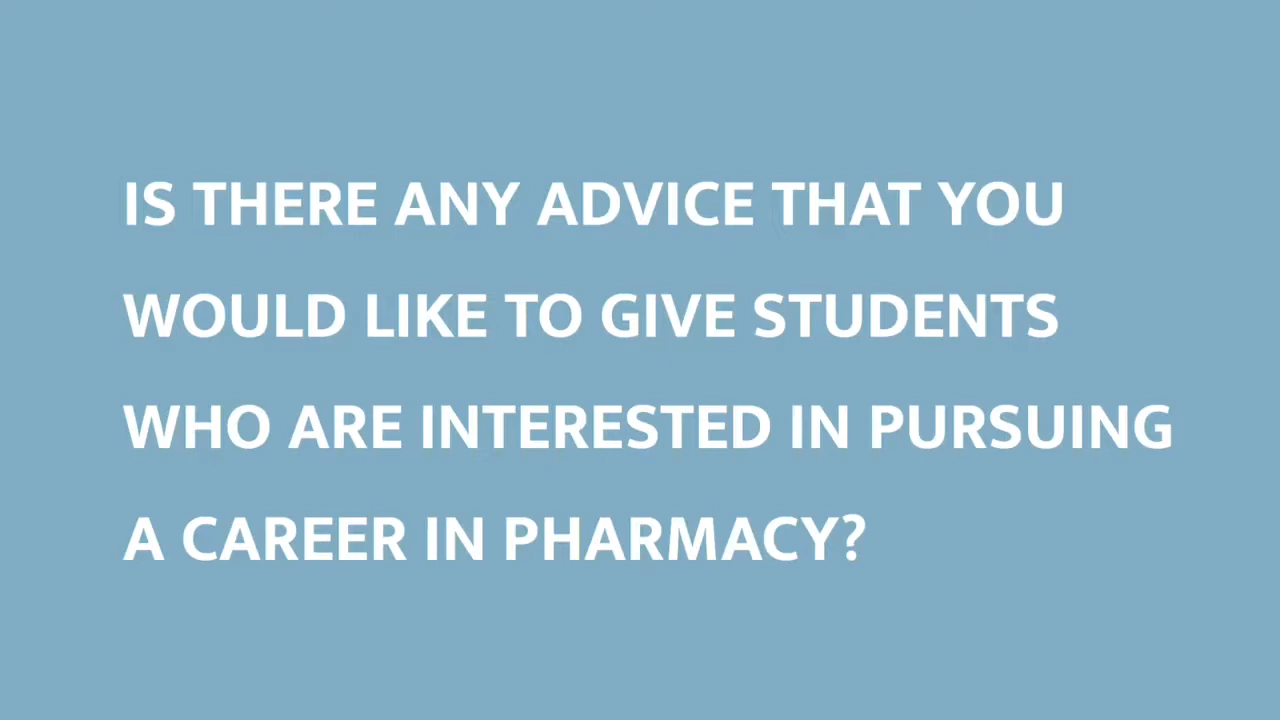 IS THERE ANY ADVICE THAT YOU
WOULD LIKE TO GIVE STUDENTS
WHO ARE INTERESTED IN PURSUING
A CAREER IN PHARMACY?